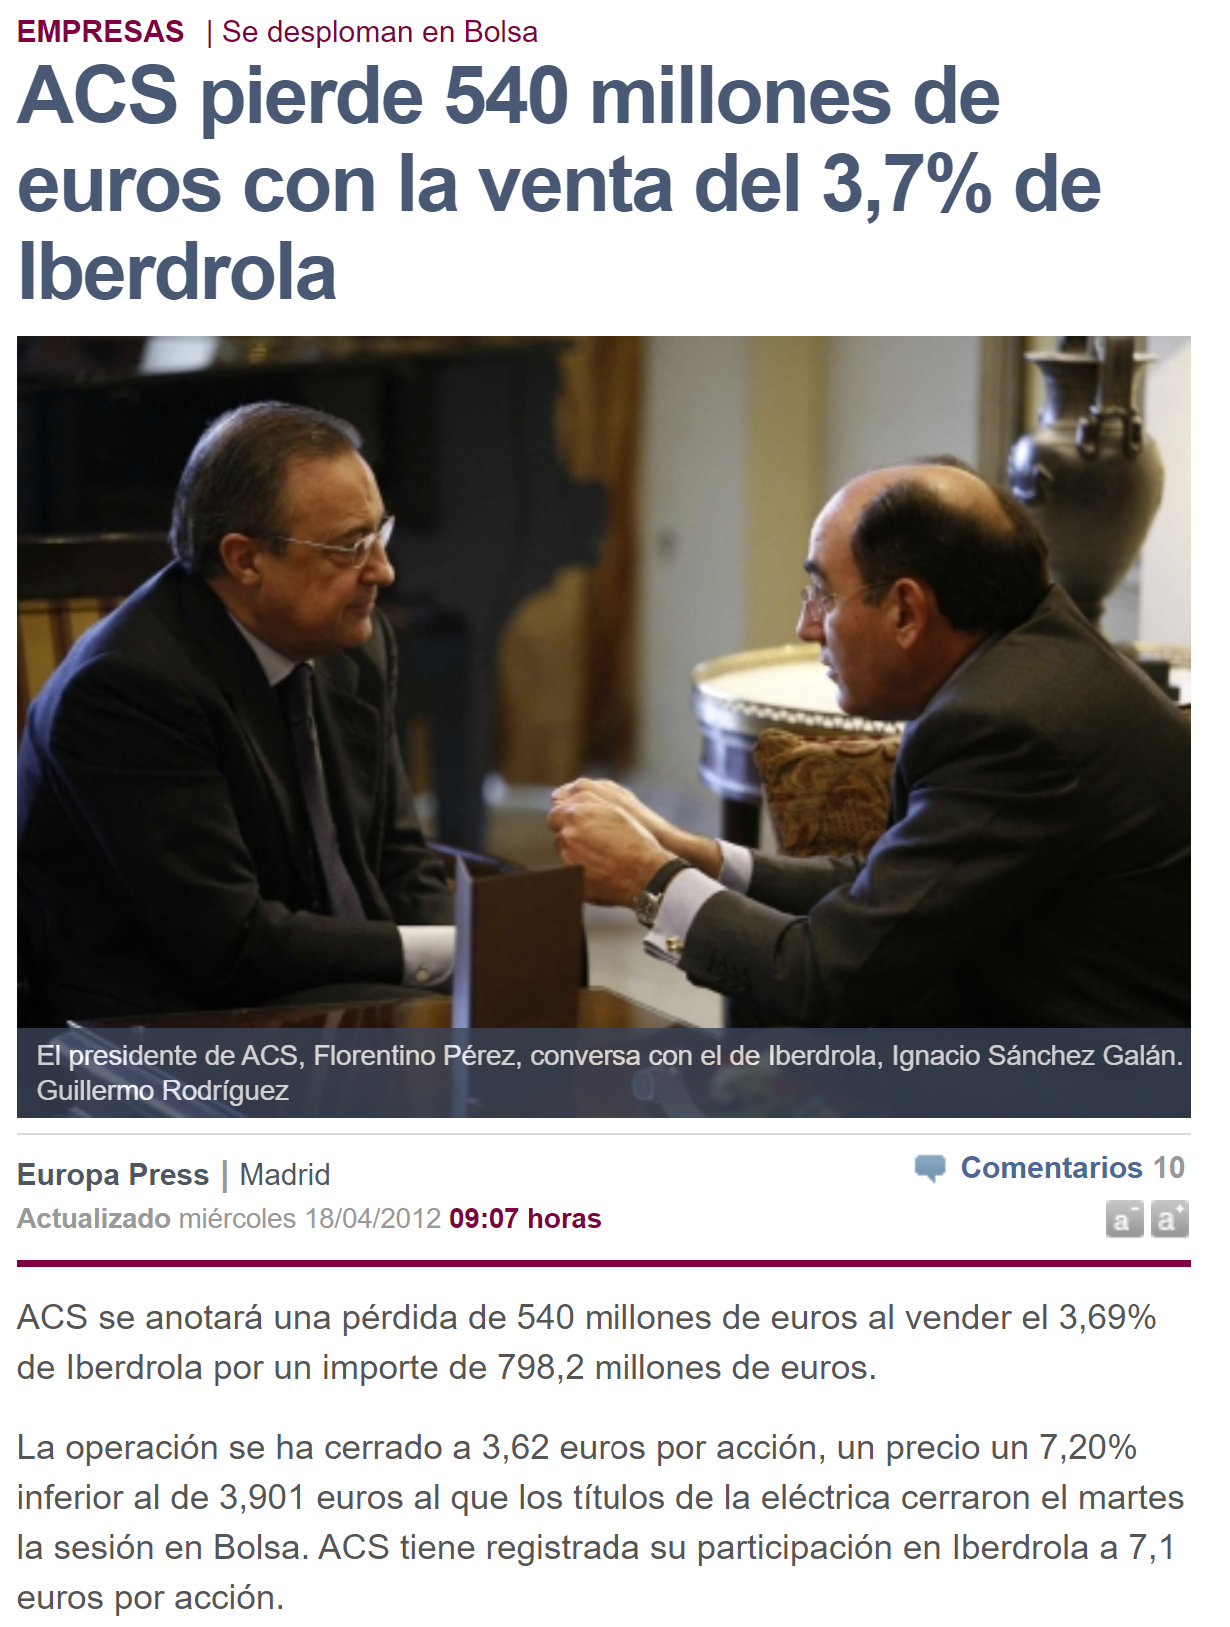 EMPRESAS | Se desploman en Bolsa
ACS pierde 540 millones de
euros con la venta del 3,7% de
Iberdrola
El presidente de ACS, Florentino Pérez, conversa con el de Iberdrola, Ignacio Sánchez Galán.
Guillermo Rodríguez
Europa Press | Madrid
Comentarios 10
Actualizado miércoles 18/04/2012 09:07 horas
a- a+
ACS se anotará una pérdida de 540 millones de euros al vender el 3,69%
de Iberdrola por un importe de 798,2 millones de euros.
La operación se ha cerrado a 3,62 euros por acción, un precio un 7,20%
inferior al de 3,901 euros al que los títulos de la eléctrica cerraron el martes
la sesión en Bolsa. ACS tiene registrada su participación en Iberdrola a 7,1
euros por acción.